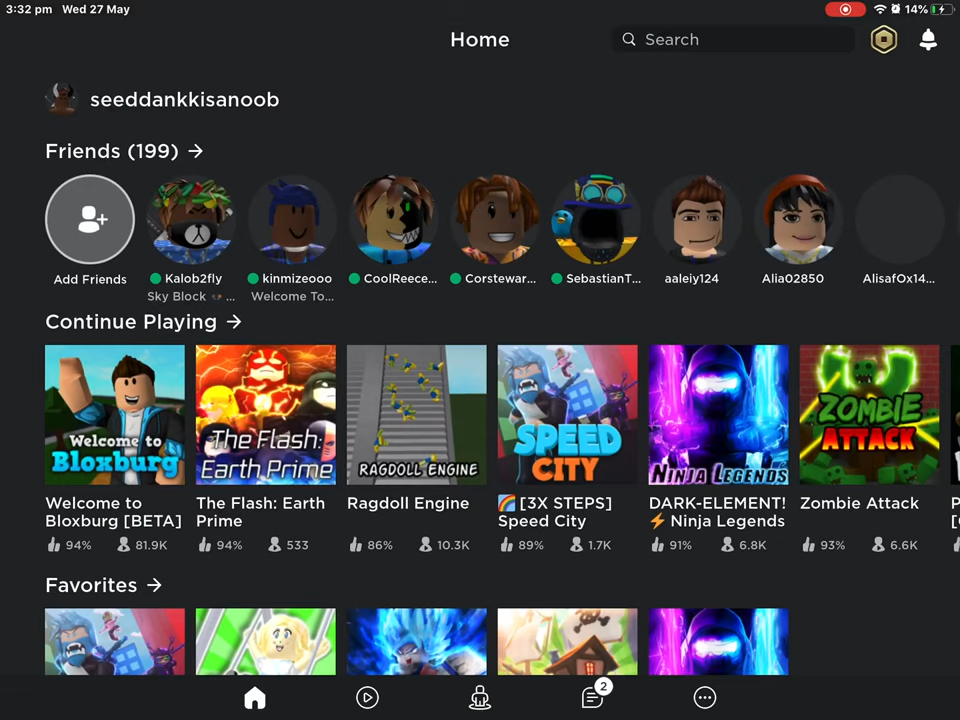 3:32 pm Wed 27 May
14%
Home
Search
seeddankkisanoob
Friends (199) →
Add Friends
Kalob2fly
Sky Block ...
kinmizeooo
Welcome To...
CoolReece...
Corstewar...
SebastianT...
aaleiy124
Alia02850
AlisafOx14...
Continue Playing →
Welcome to
Bloxburg
The Flash:
Earth Prime
RAGDOLL ENGINE
SPEED
CITY
NINJA LEGENDS
ZOMBIE
ATTACK
Welcome to
Bloxburg [BETA]
94% 81.9K
The Flash: Earth
Prime
94% 533
Ragdoll Engine
86% 10.3K
🌈[3X STEPS]
Speed City
89% 1.7K
DARK-ELEMENT!
⚡Ninja Legends
91% 6.8K
Zombie Attack
93% 6.6K
Favorites →
2